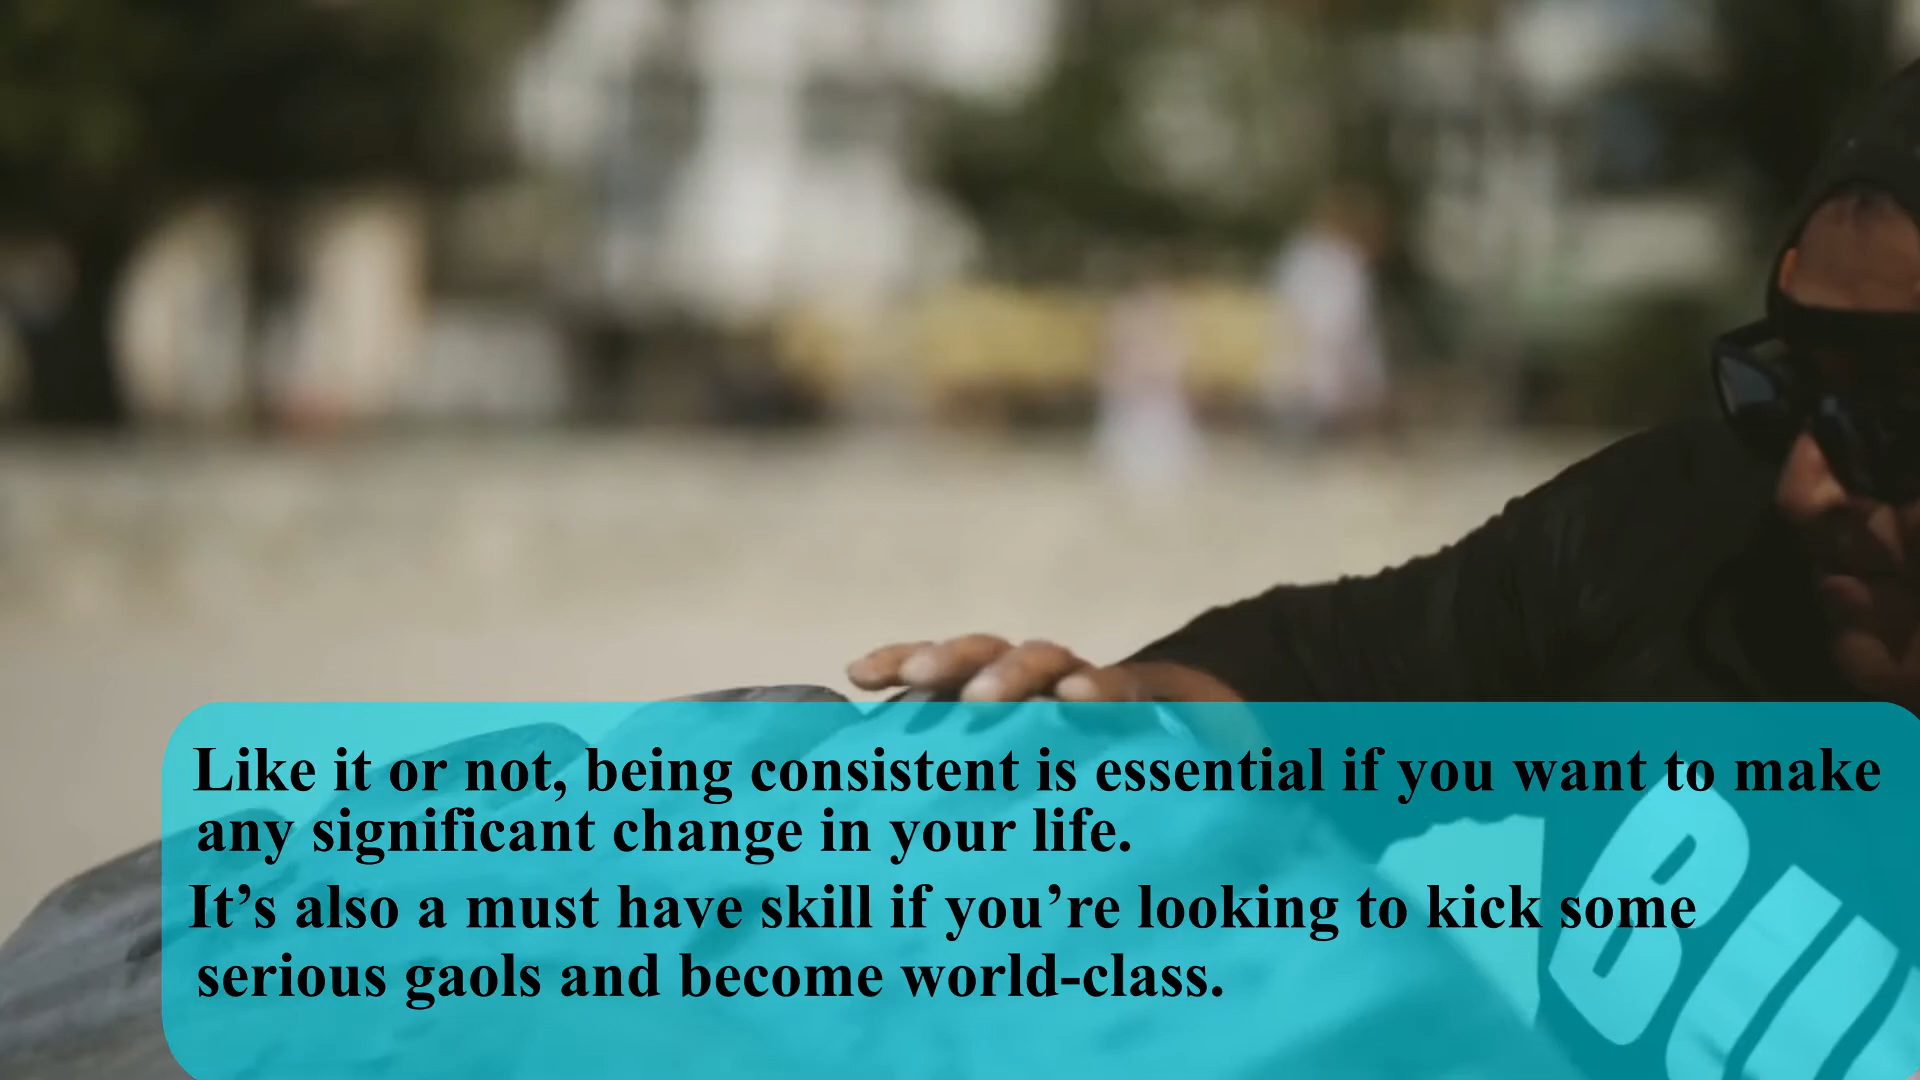 Like it or not, being consistent is essential if you want to make
any significant change in your life.
It’s also a must have skill if you’re looking to kick some
serious gaols and become world-class.